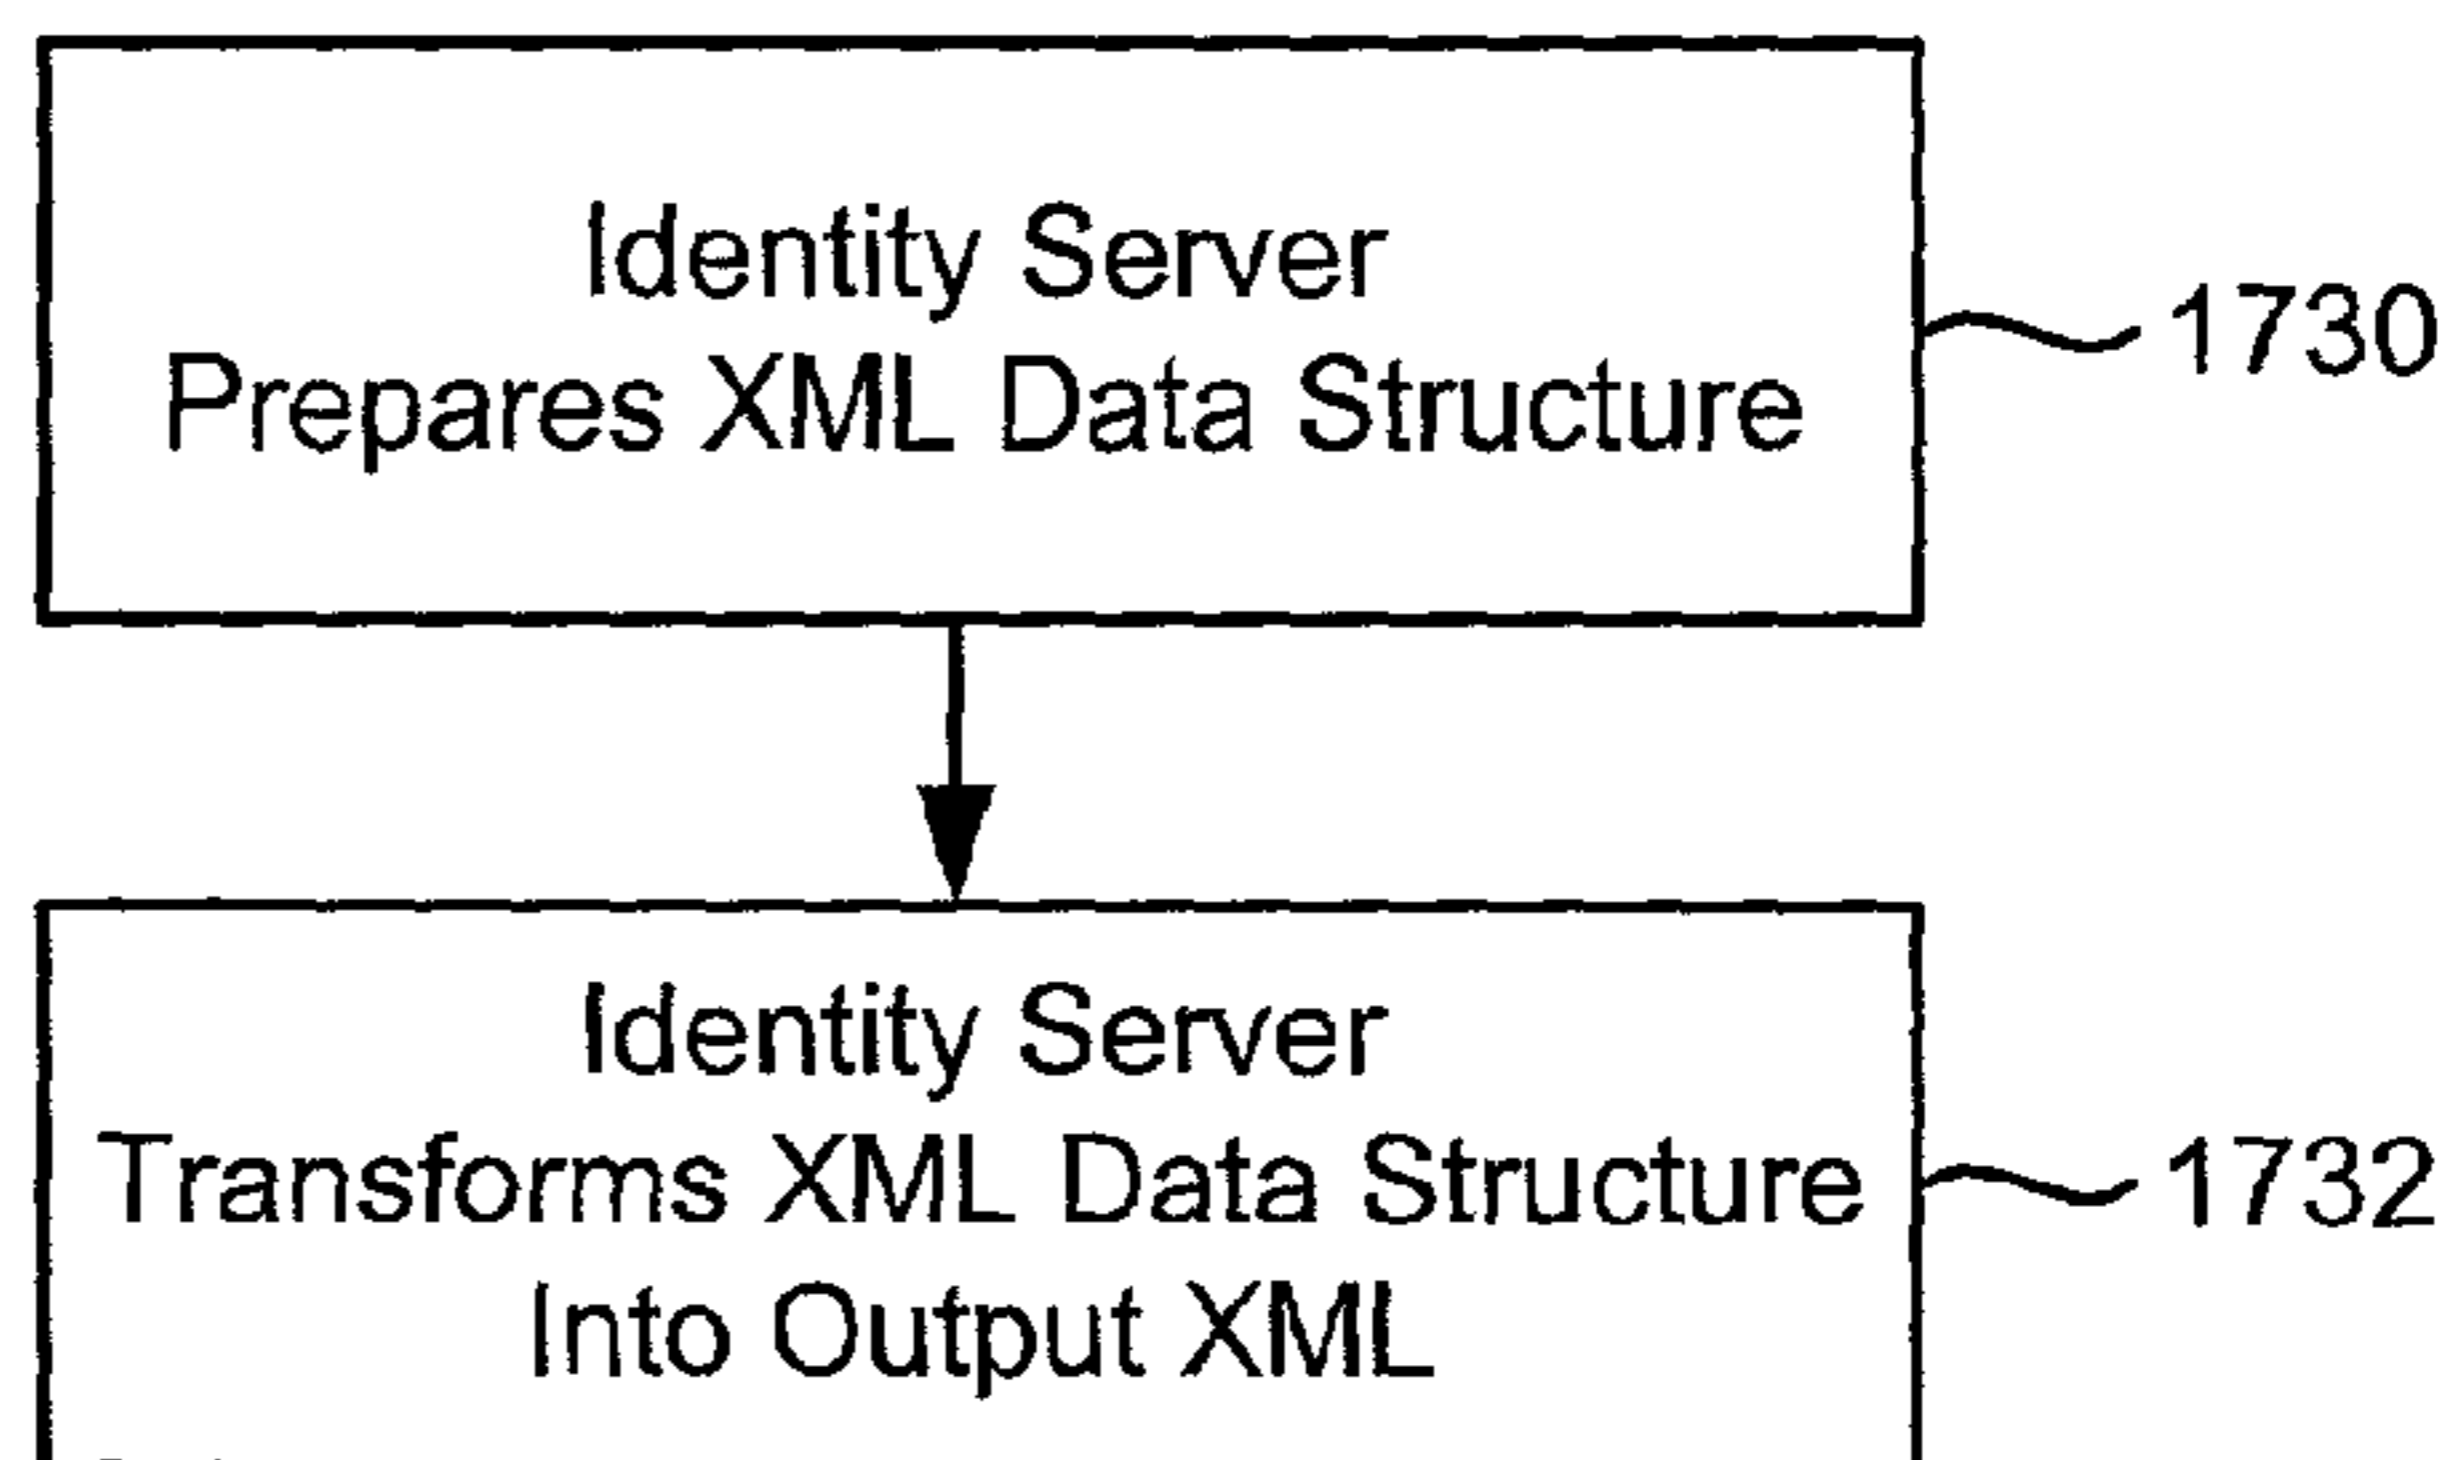 Identity Server
Prepares XML Data Structure
1730
Identity Server
Transforms XML Data Structure
Into Output XML
1732